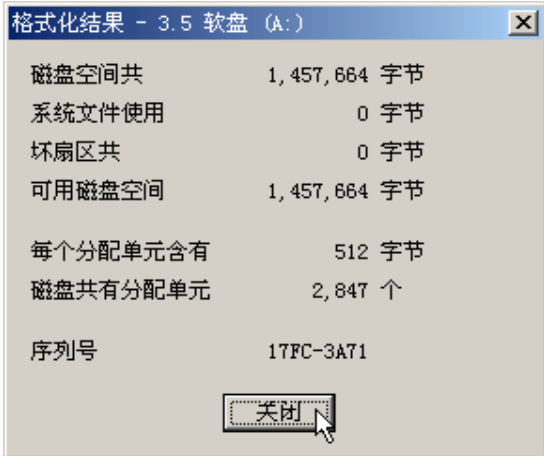 格式化结果 - 3.5 软盘 (A:)
磁盘空间共 1,457,664 字节
系统文件使用 0 字节
坏扇区共 0 字节
可用磁盘空间 1,457,664 字节
每个分配单元含有 512 字节
磁盘共有分配单元 2,847 个
序列号 17FC-3A71
关闭